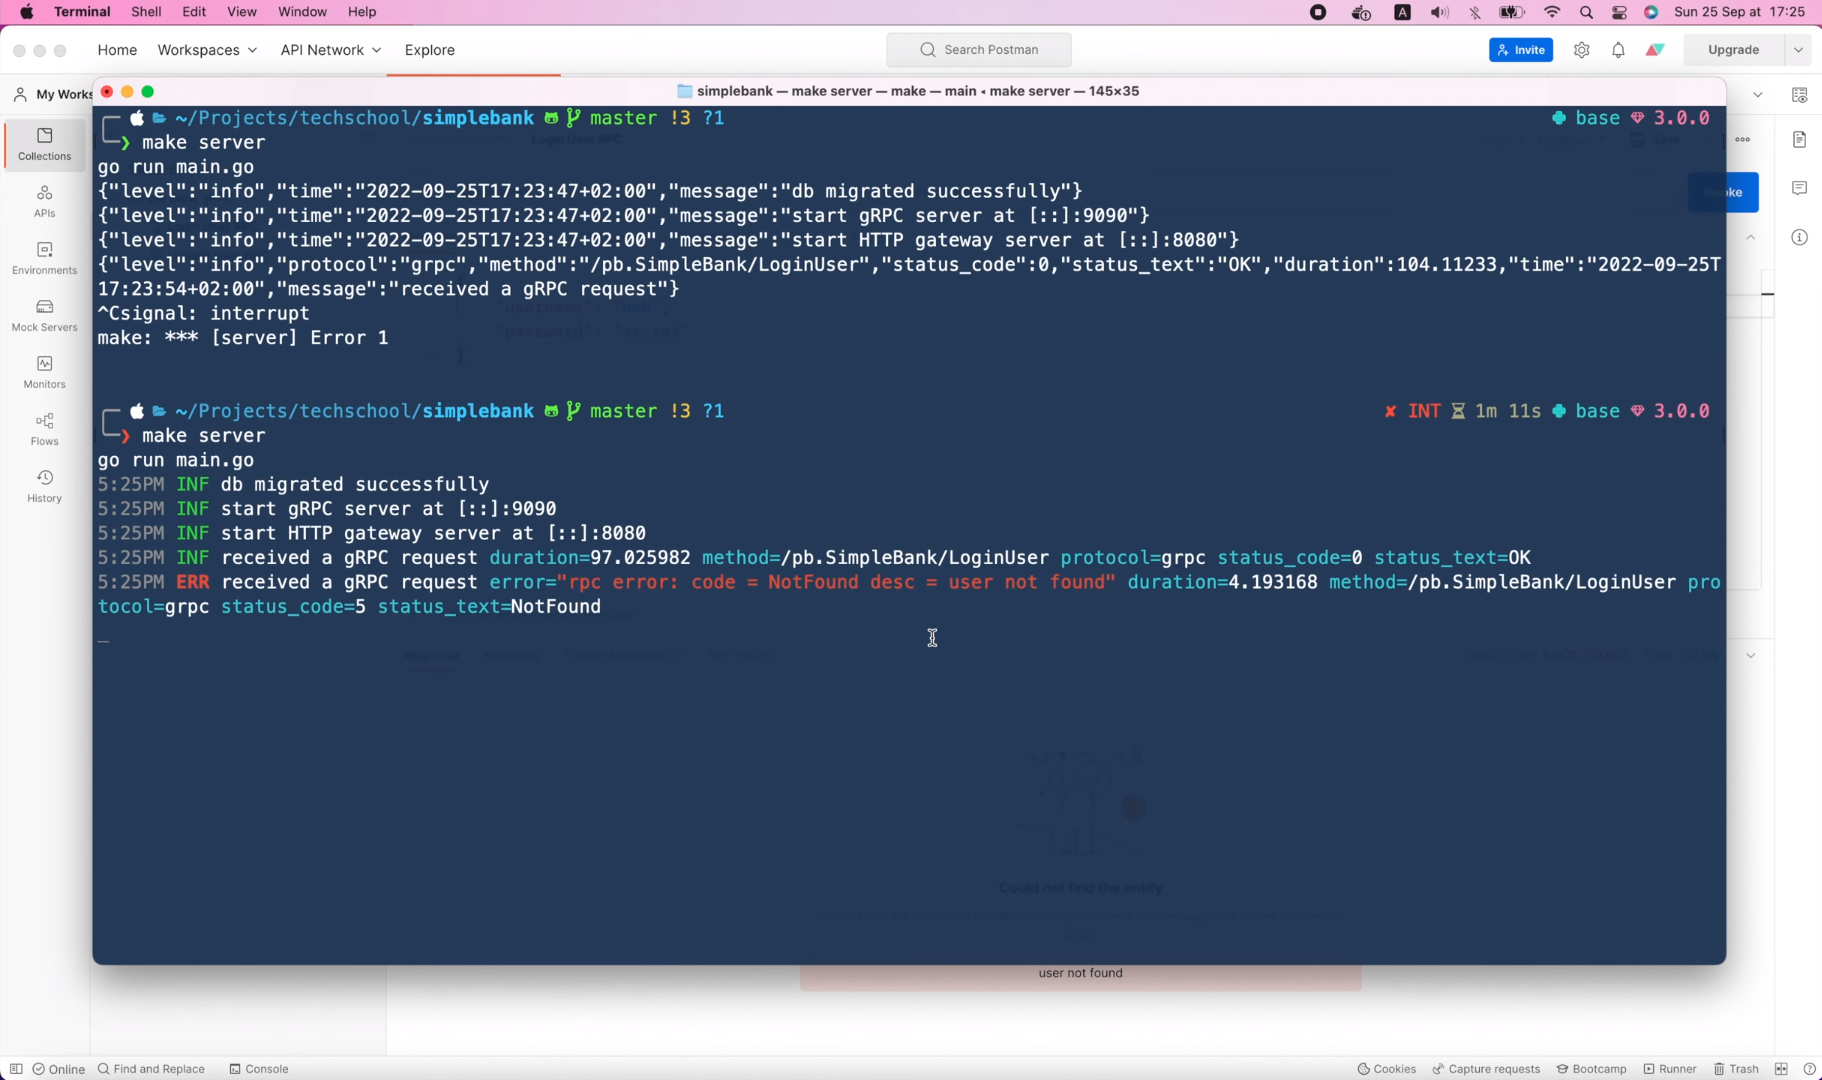 Terminal Shell Edit View Window Help
A Sun 25 Sep at 17:25
Home Workspaces API Network Explore
Search Postman
Invite
Upgrade
My Works
simplebank — make server — make — main ◂ make server — 145×35
~/Projects/techschool/simplebank master !3 ?1 base 3.0.0
❯ make server
go run main.go
{"level":"info","time":"2022-09-25T17:23:47+02:00","message":"db migrated successfully"}
{"level":"info","time":"2022-09-25T17:23:47+02:00","message":"start gRPC server at [::]:9090"}
{"level":"info","time":"2022-09-25T17:23:47+02:00","message":"start HTTP gateway server at [::]:8080"}
{"level":"info","protocol":"grpc","method":"/pb.SimpleBank/LoginUser","status_code":0,"status_text":"OK","duration":104.11233,"time":"2022-09-25T
17:23:54+02:00","message":"received a gRPC request"}
^Csignal: interrupt
make: *** [server] Error 1
~/Projects/techschool/simplebank master !3 ?1 ✘ INT 1m 11s base 3.0.0
❯ make server
go run main.go
5:25PM INF db migrated successfully
5:25PM INF start gRPC server at [::]:9090
5:25PM INF start HTTP gateway server at [::]:8080
5:25PM INF received a gRPC request duration=97.025982 method=/pb.SimpleBank/LoginUser protocol=grpc status_code=0 status_text=OK
5:25PM ERR received a gRPC request error="rpc error: code = NotFound desc = user not found" duration=4.193168 method=/pb.SimpleBank/LoginUser pro
tocol=grpc status_code=5 status_text=NotFound
_
Collections
APIs
Environments
Mock Servers
Monitors
Flows
History
oke
Login User RPC
"password": "secret"
Response
Could not find the entity
user not found
Online Find and Replace Console
Cookies Capture requests Bootcamp Runner Trash